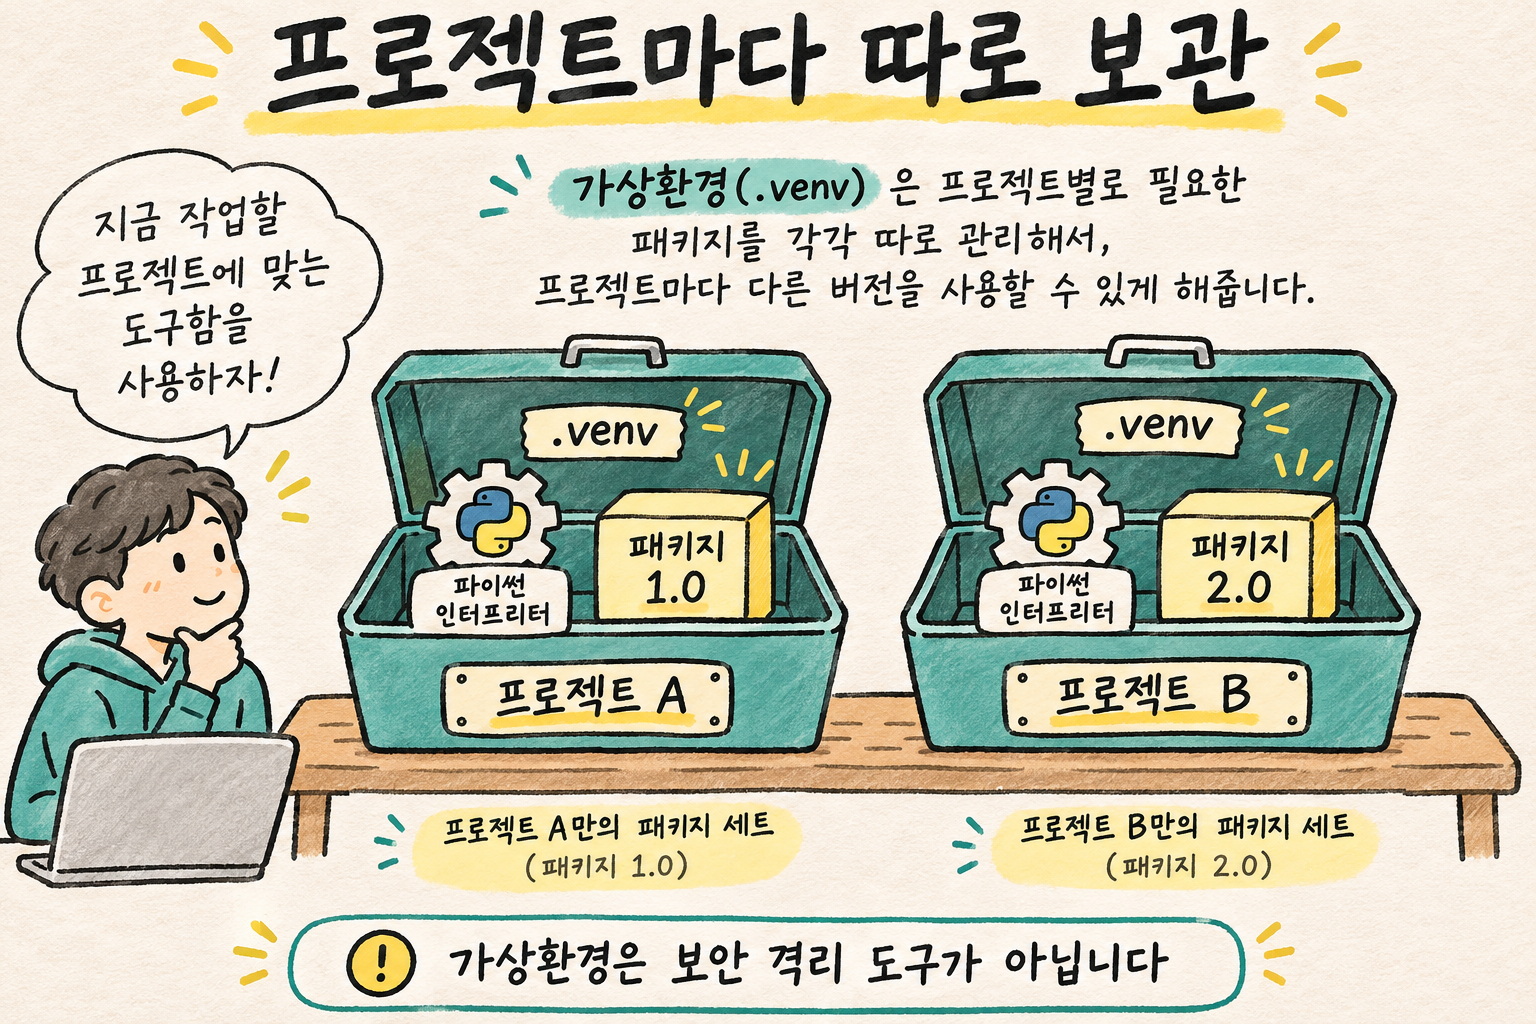 프로젝트마다 따로 보관
지금 작업할
프로젝트에 맞는
도구함을
사용하자!
가상환경(.venv)은 프로젝트별로 필요한
패키지를 각각 따로 관리해서,
프로젝트마다 다른 버전을 사용할 수 있게 해줍니다.
.venv
파이썬
인터프리터
패키지
1.0
프로젝트 A
.venv
파이썬
인터프리터
패키지
2.0
프로젝트 B
프로젝트 A만의 패키지 세트
(패키지 1.0)
프로젝트 B만의 패키지 세트
(패키지 2.0)
! 가상환경은 보안 격리 도구가 아닙니다